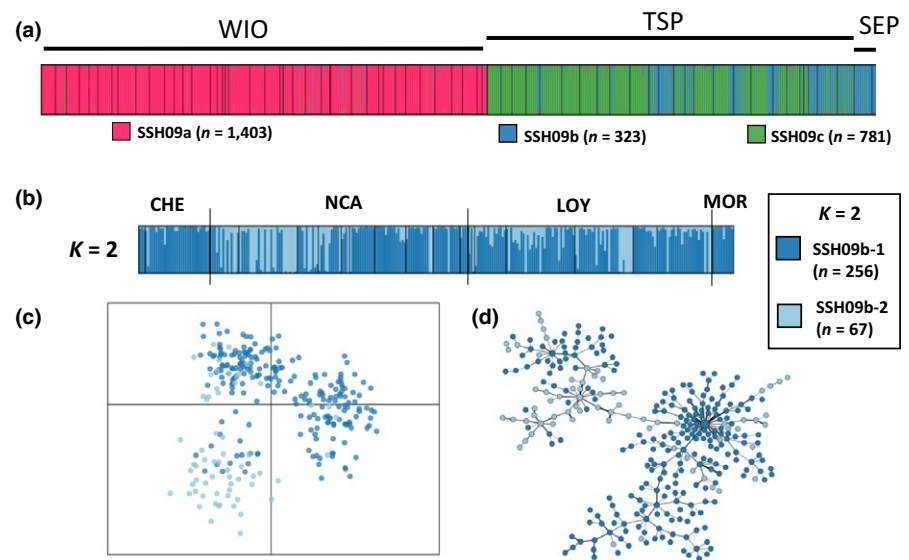 (a)
WIO
TSP
SEP
SSH09a (n = 1,403)
SSH09b (n = 323)
SSH09c (n = 781)
(b)
CHE
NCA
LOY
MOR
K = 2
K = 2
SSH09b-1
(n = 256)
SSH09b-2
(n = 67)
(c)
(d)